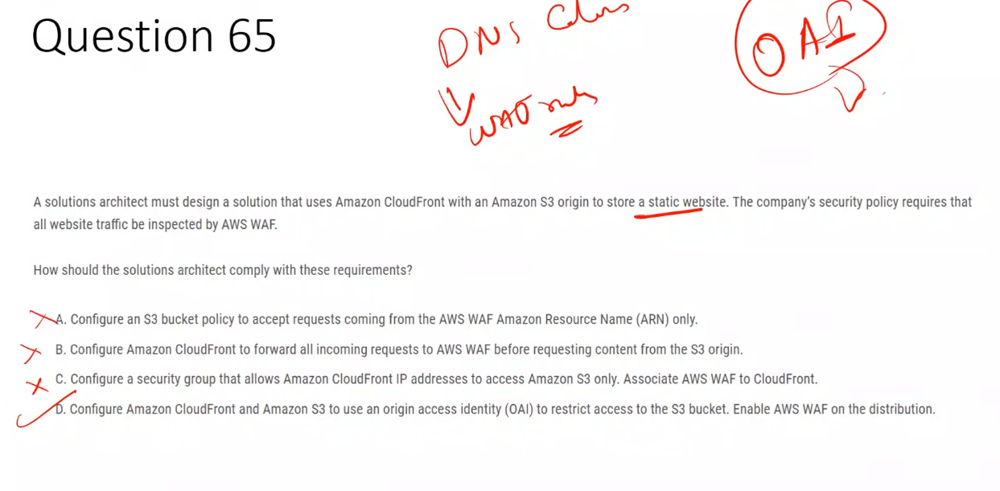 Question 65
DNS
OAI
WAF rules
A solutions architect must design a solution that uses Amazon CloudFront with an Amazon S3 origin to store a static website. The company's security policy requires that
all website traffic be inspected by AWS WAF.
How should the solutions architect comply with these requirements?
A. Configure an S3 bucket policy to accept requests coming from the AWS WAF Amazon Resource Name (ARN) only.
B. Configure Amazon CloudFront to forward all incoming requests to AWS WAF before requesting content from the S3 origin.
C. Configure a security group that allows Amazon CloudFront IP addresses to access Amazon S3 only. Associate AWS WAF to CloudFront.
D. Configure Amazon CloudFront and Amazon S3 to use an origin access identity (OAI) to restrict access to the S3 bucket. Enable AWS WAF on the distribution.